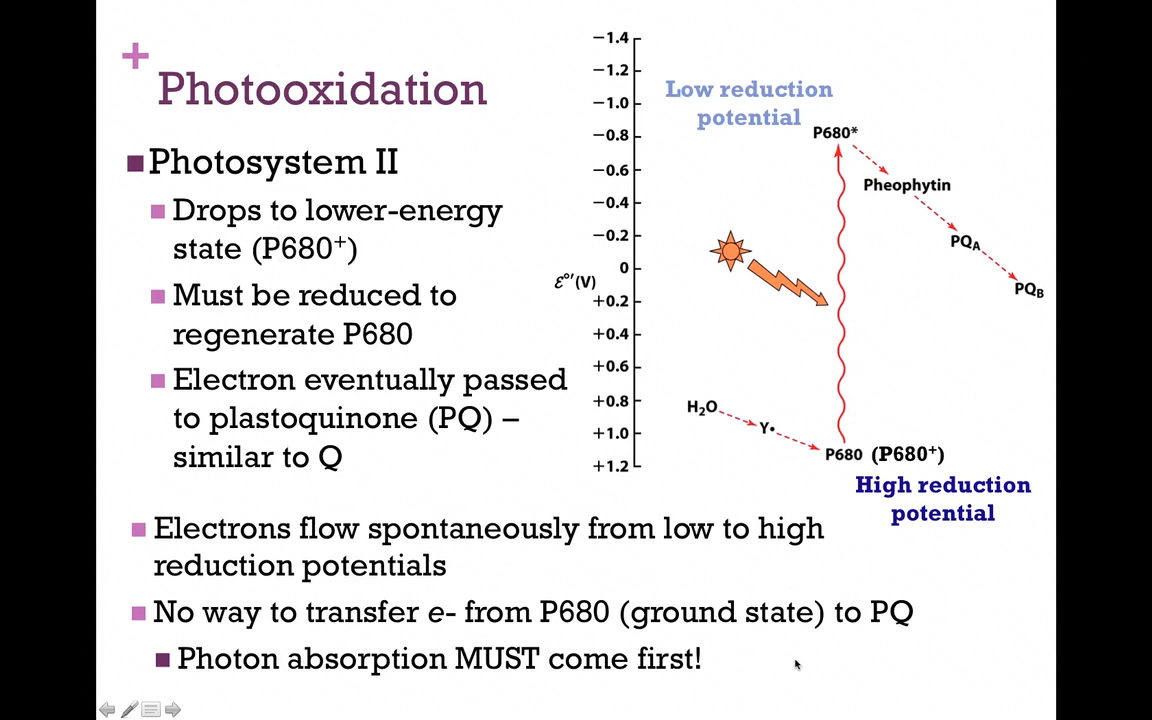 +
Photooxidation
Photosystem II
Drops to lower-energy
state (P680⁺)
Must be reduced to
regenerate P680
Electron eventually passed
to plastoquinone (PQ) –
similar to Q
Electrons flow spontaneously from low to high
reduction potentials
No way to transfer e- from P680 (ground state) to PQ
Photon absorption MUST come first!
−1.4
−1.2
−1.0
−0.8
−0.6
−0.4
−0.2
0
ℰ°′(V)
+0.2
+0.4
+0.6
+0.8
+1.0
+1.2
Low reduction
potential
P680*
Pheophytin
PQA
PQB
H₂O
Y•
P680 (P680⁺)
High reduction
potential